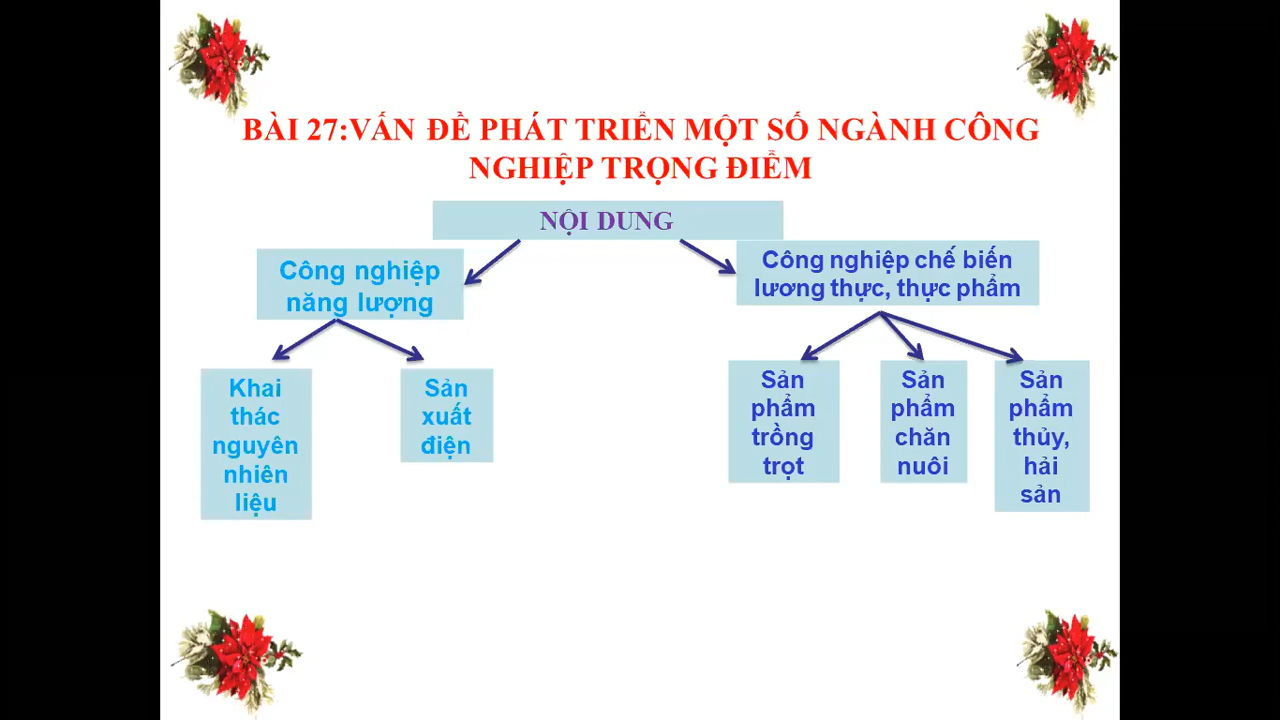 BÀI 27:VẤN ĐỀ PHÁT TRIỂN MỘT SỐ NGÀNH CÔNG
NGHIỆP TRỌNG ĐIỂM
NỘI DUNG
Công nghiệp
năng lượng
Công nghiệp chế biến
lương thực, thực phẩm
Khai
thác
nguyên
nhiên
liệu
Sản
xuất
điện
Sản
phẩm
trồng
trọt
Sản
phẩm
chăn
nuôi
Sản
phẩm
thủy,
hải
sản